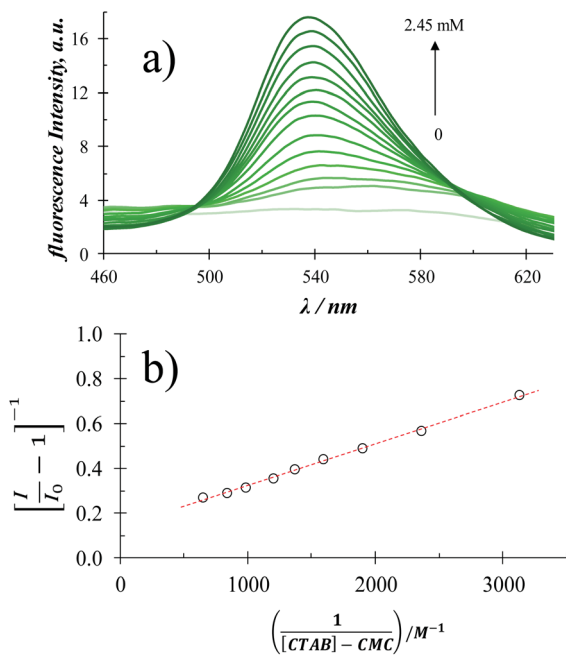 a)
2.45 mM
0
fluorescence Intensity, a.u.
16
12
8
4
0
460 500 540 580 620
λ / nm
b)
[I/I0 − 1]^−1
1.0
0.8
0.6
0.4
0.2
0.0
0 1000 2000 3000
(1/[CTAB] − CMC)/M^−1